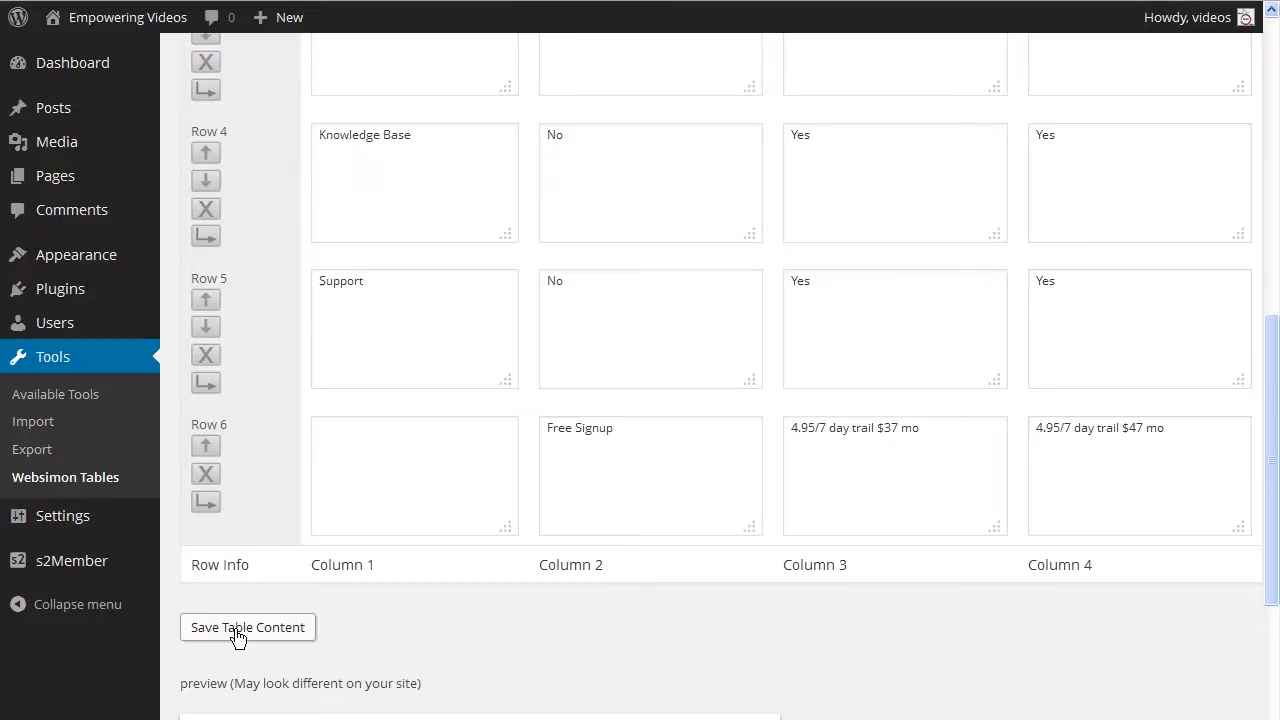 Empowering Videos 0 New Howdy, videos
Dashboard
Posts
Media
Pages
Comments
Appearance
Plugins
Users
Tools
Available Tools
Import
Export
Websimon Tables
Settings
s2 s2Member
Collapse menu
X
Row 4 Knowledge Base No Yes Yes
X
Row 5 Support No Yes Yes
X
Row 6 Free Signup 4.95/7 day trail $37 mo 4.95/7 day trail $47 mo
X
Row Info Column 1 Column 2 Column 3 Column 4
Save Table Content
preview (May look different on your site)